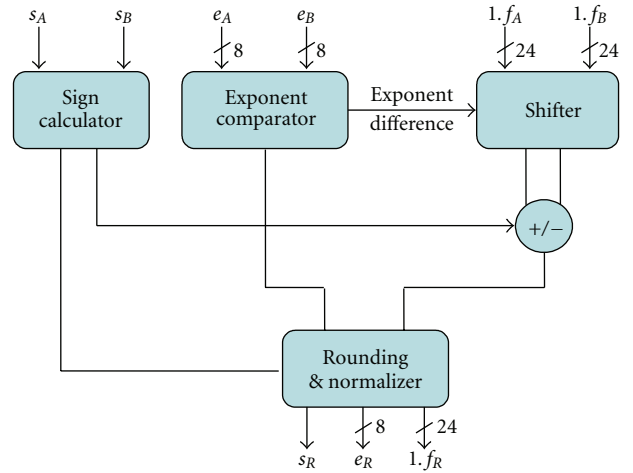 s_A s_B e_A e_B 1.f_A 1.f_B
8 8 24 24
Sign calculator
Exponent comparator
Exponent difference
Shifter
+/−
Rounding & normalizer
8 24
s_R e_R 1.f_R